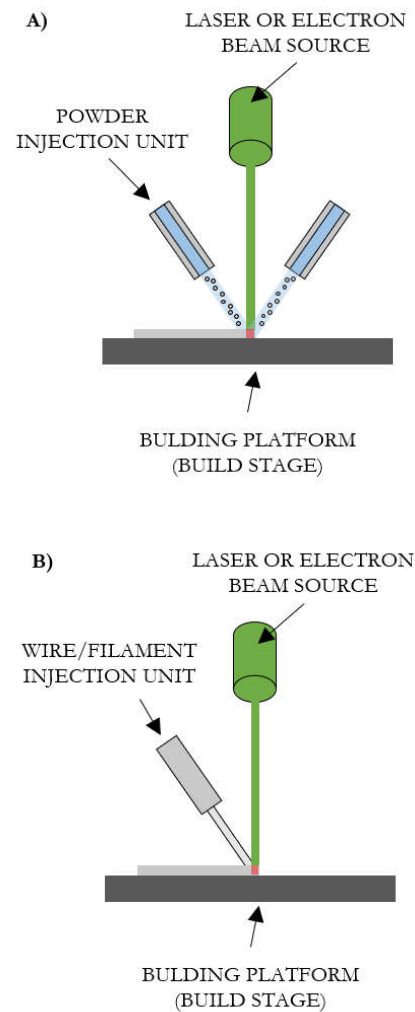 A)
LASER OR ELECTRON
BEAM SOURCE
POWDER
INJECTION UNIT
BULDING PLATFORM
(BUILD STAGE)
B)
LASER OR ELECTRON
BEAM SOURCE
WIRE/FILAMENT
INJECTION UNIT
BULDING PLATFORM
(BUILD STAGE)